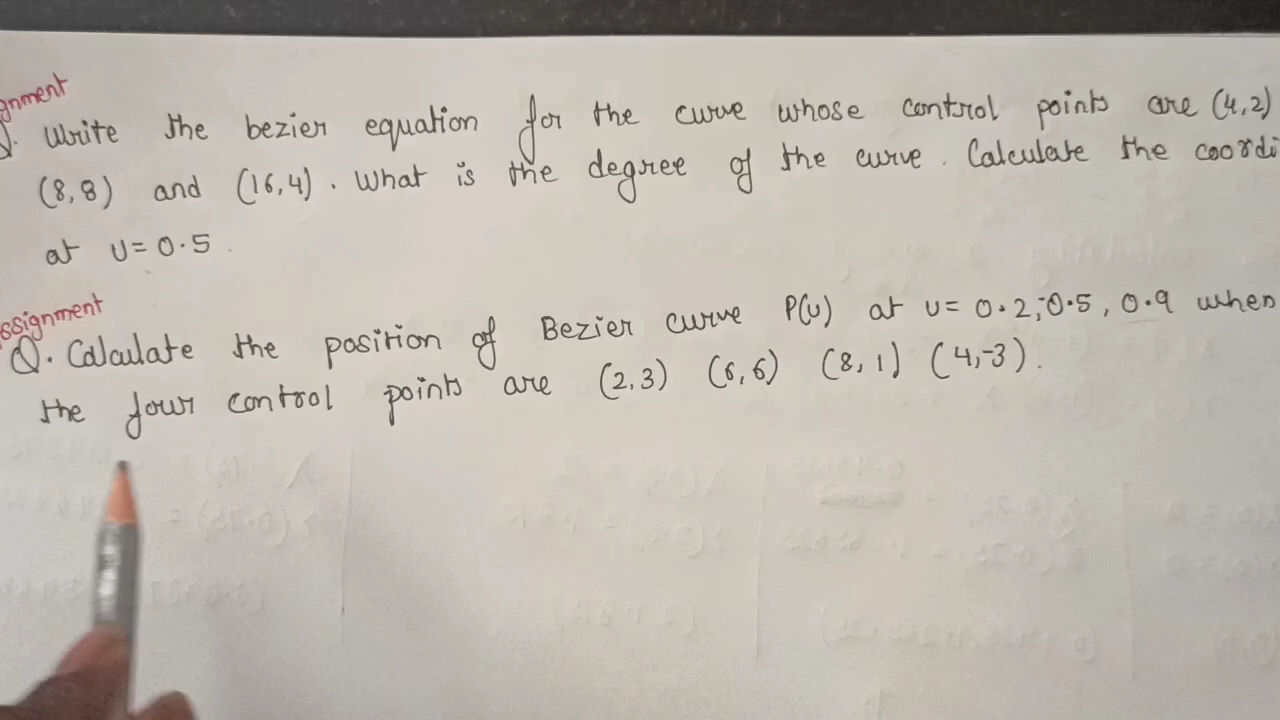 gnment
Q. Write the bezier equation for the curve whose control points are (4,2)
(8,8) and (16,4). What is the degree of the curve. Calculate the coordi
at u=0.5.
ssignment
Q. Calculate the position of Bezier curve P(u) at u= 0.2,0.5, 0.9 when
the four control points are (2,3) (6,6) (8,1) (4,-3).